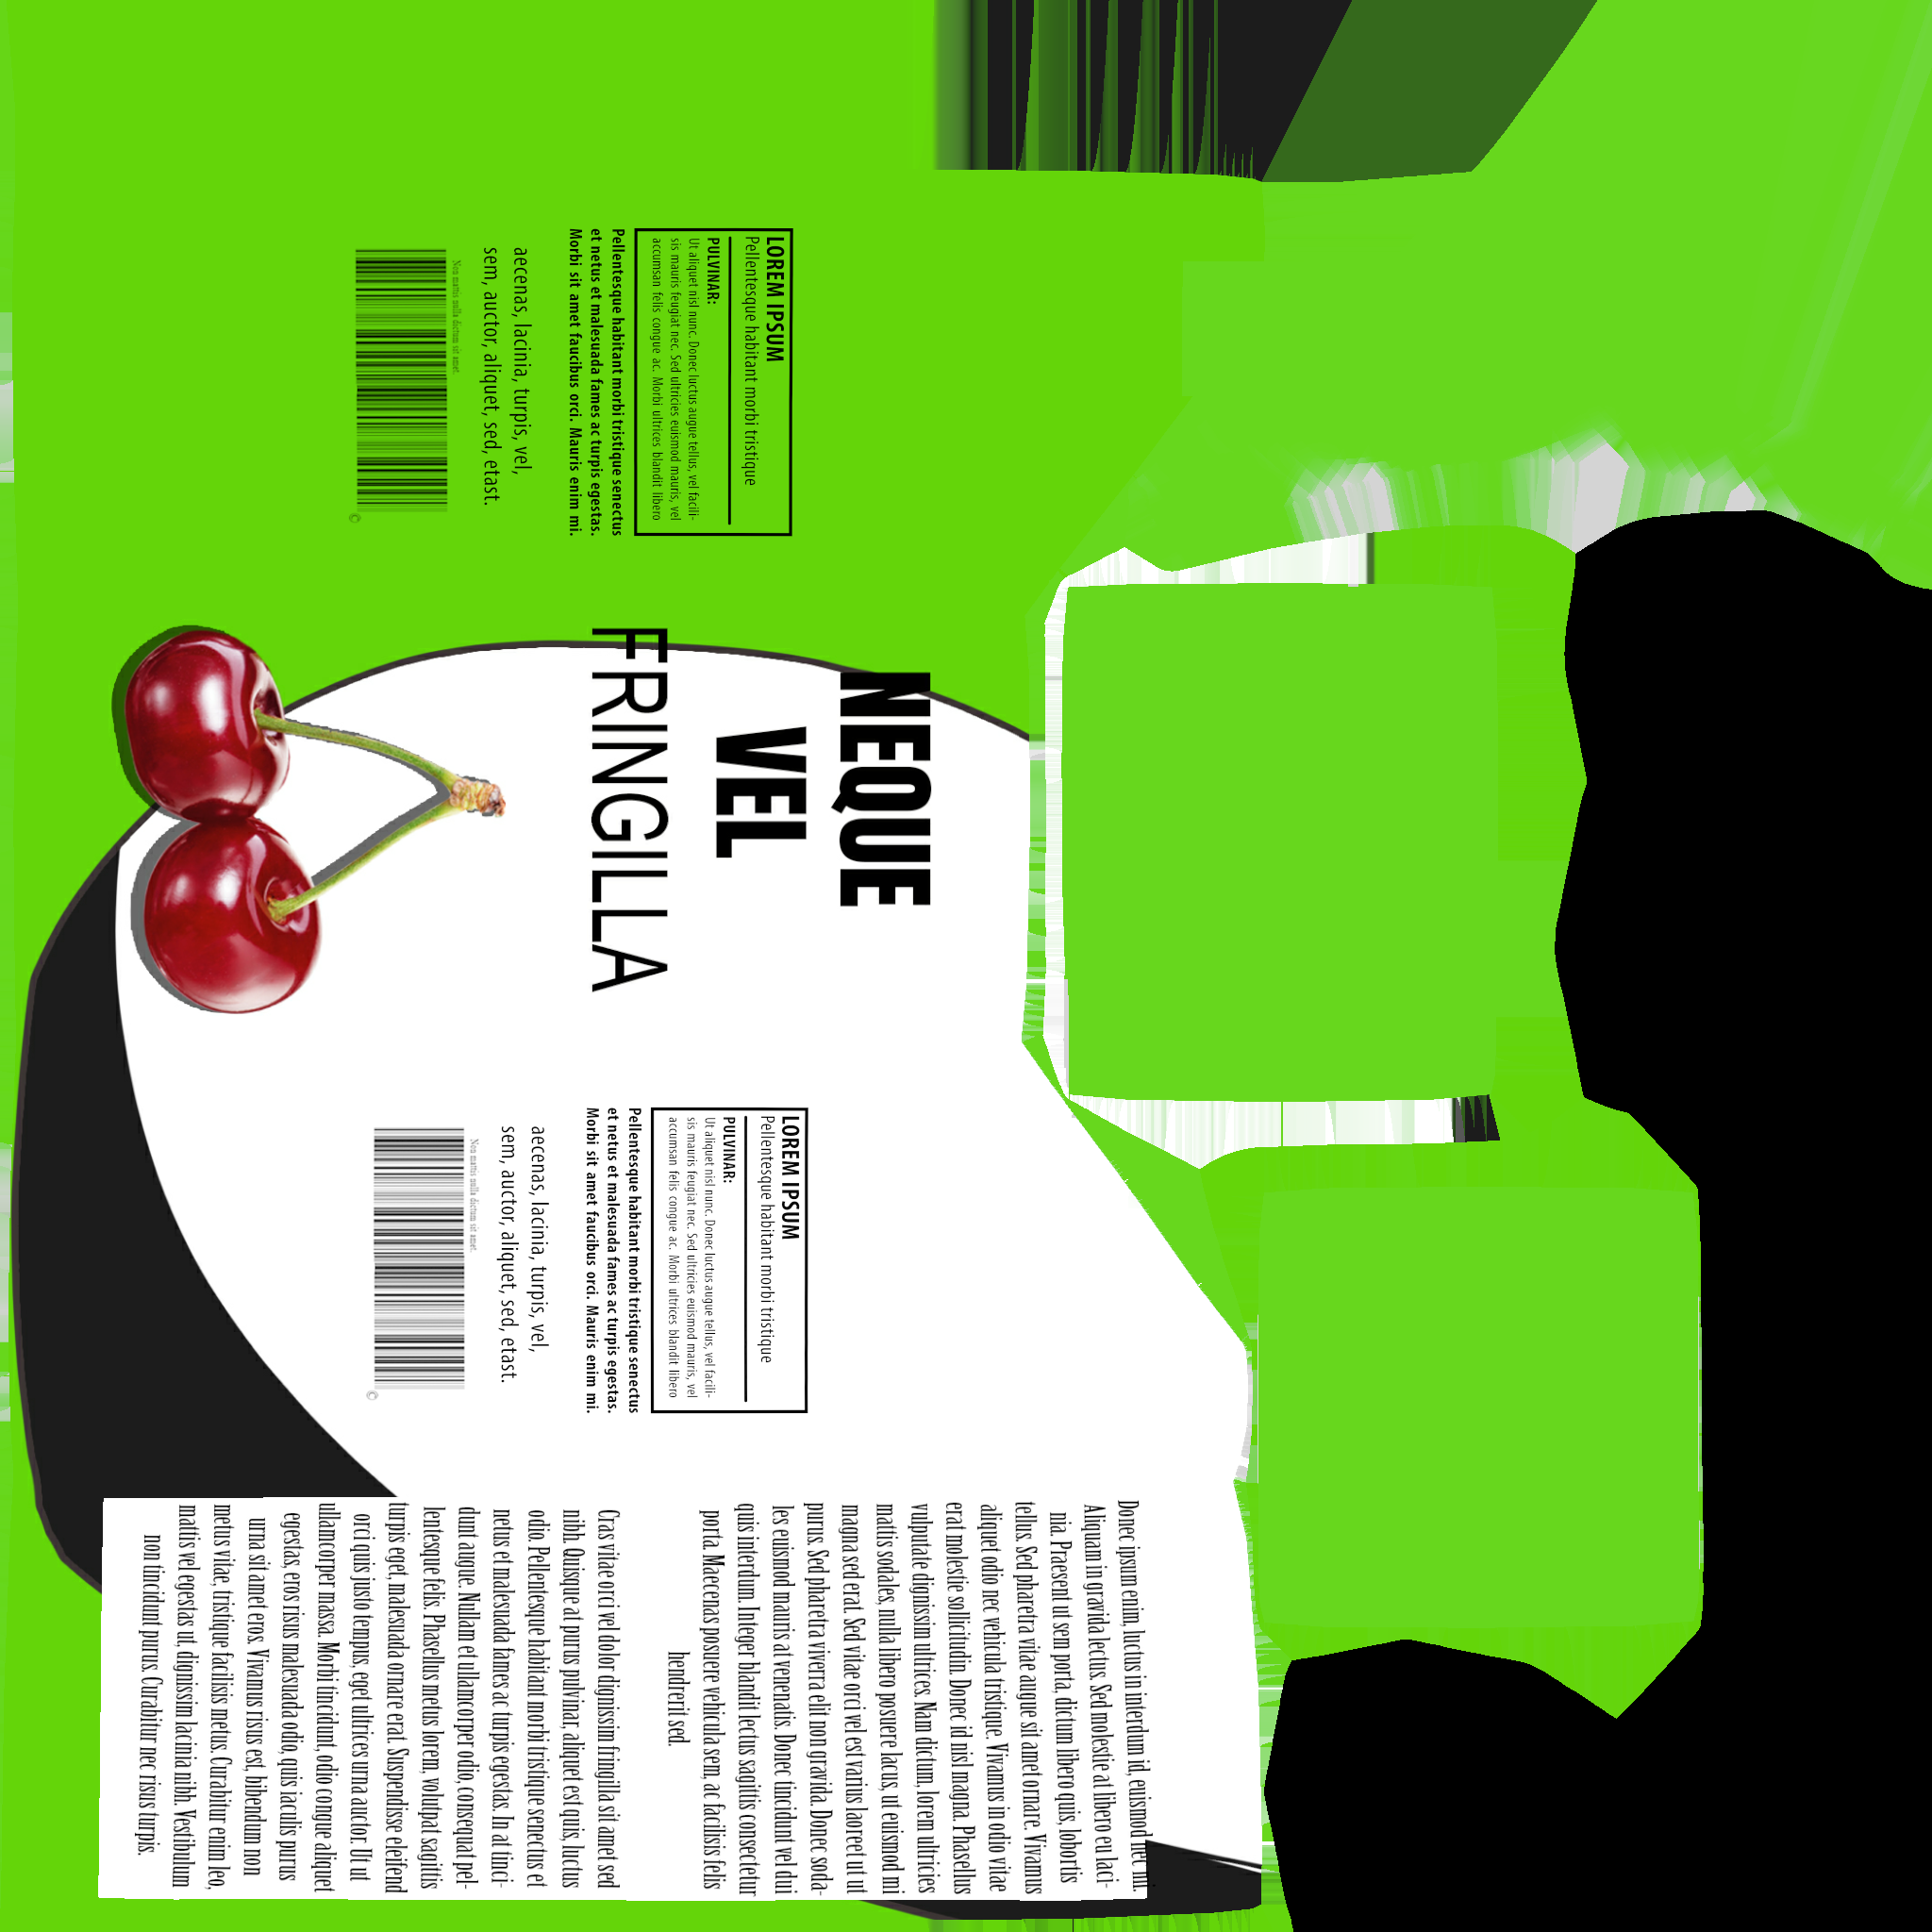 LOREM IPSUM
Pellentesque habitant morbi tristique
PULVINAR:
Ut aliquet nisl nunc. Donec luctus augue tellus, vel facili-
sis mauris feugiat nec. Sed ultricies euismod mauris, vel
accumsan felis congue ac. Morbi ultrices blandit libero
Pellentesque habitant morbi tristique senectus
et netus et malesuada fames ac turpis egestas.
Morbi sit amet faucibus orci. Mauris enim mi.
aecenas, lacinia, turpis, vel,
sem, auctor, aliquet, sed, etast.
Non mattis nulla dictum sit amet.
©
NEQUE
VEL
FRINGILLA
LOREM IPSUM
Pellentesque habitant morbi tristique
PULVINAR:
Ut aliquet nisl nunc. Donec luctus augue tellus, vel facili-
sis mauris feugiat nec. Sed ultricies euismod mauris, vel
accumsan felis congue ac. Morbi ultrices blandit libero
Pellentesque habitant morbi tristique senectus
et netus et malesuada fames ac turpis egestas.
Morbi sit amet faucibus orci. Mauris enim mi.
aecenas, lacinia, turpis, vel,
sem, auctor, aliquet, sed, etast.
Non mattis nulla dictum sit amet.
©
Donec ipsum enim, luctus in interdum id, euismod nec mi.
Aliquam in gravida lectus. Sed molestie at libero eu laci-
nia. Praesent ut sem porta, dictum libero quis, lobortis
tellus. Sed pharetra vitae augue sit amet ornare. Vivamus
aliquet odio nec vehicula tristique. Vivamus in odio vitae
erat molestie sollicitudin. Donec id nisl magna. Phasellus
vulputate dignissim ultrices. Nam dictum, lorem ultricies
mattis sodales, nulla libero posuere lacus, ut euismod mi
magna sed erat. Sed vitae orci vel est varius laoreet ut ut
purus. Sed pharetra viverra elit non gravida. Donec soda-
les euismod mauris at venenatis. Donec tincidunt vel dui
quis interdum. Integer blandit lectus sagittis consectetur
porta. Maecenas posuere vehicula sem, ac facilisis felis
hendrerit sed.
Cras vitae orci vel dolor dignissim fringilla sit amet sed
nibh. Quisque at purus pulvinar, aliquet est quis, luctus
odio. Pellentesque habitant morbi tristique senectus et
netus et malesuada fames ac turpis egestas. In at tinci-
dunt augue. Nullam et ullamcorper odio, consequat pel-
lentesque felis. Phasellus metus lorem, volutpat sagittis
turpis eget, malesuada ornare erat. Suspendisse eleifend
orci quis justo tempus, eget ultrices urna auctor. Ut ut
ullamcorper massa. Morbi tincidunt, odio congue aliquet
egestas, eros risus malesuada odio, quis iaculis purus
urna sit amet eros. Vivamus risus est, bibendum non
metus vitae, tristique facilisis metus. Curabitur enim leo,
mattis vel egestas ut, dignissim lacinia nibh. Vestibulum
non tincidunt purus. Curabitur nec risus turpis.